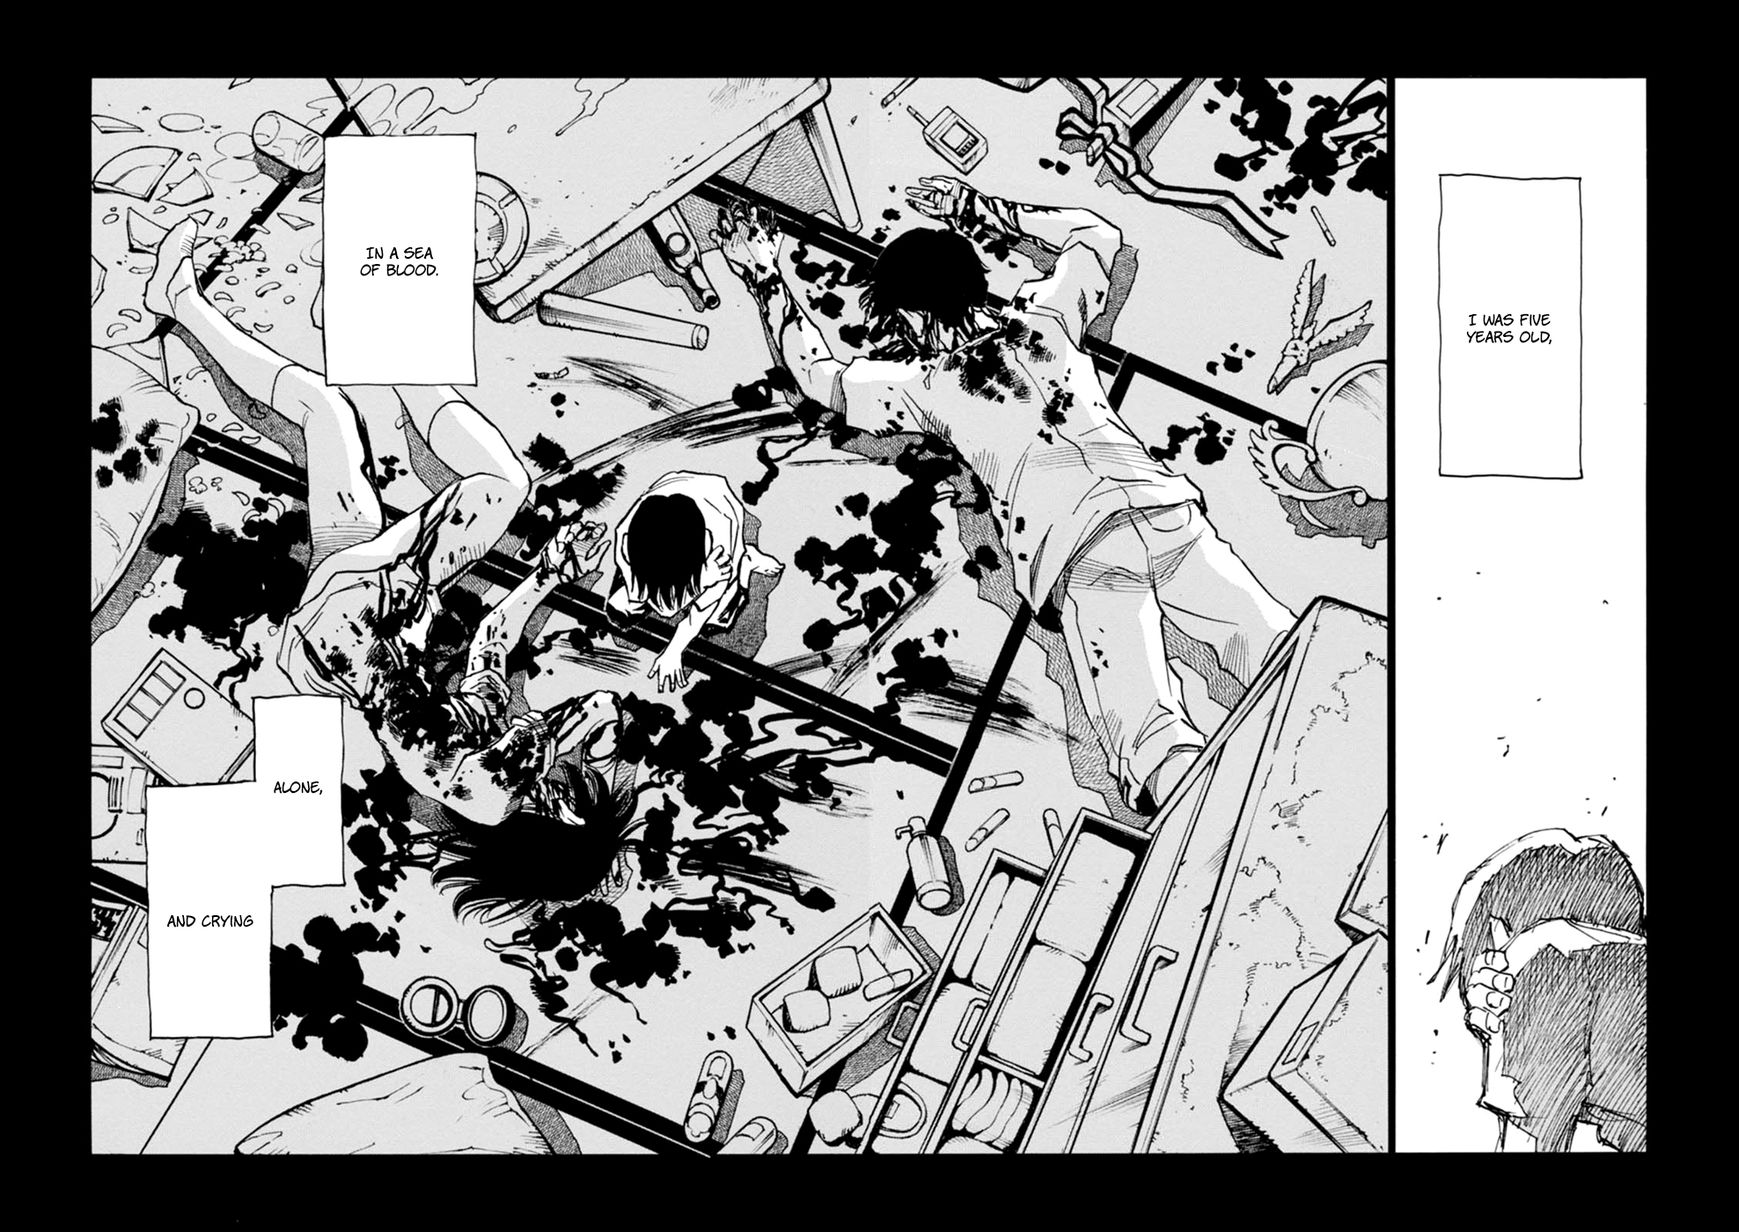 I WAS FIVE
YEARS OLD,
IN A SEA
OF BLOOD.
ALONE,
AND CRYING